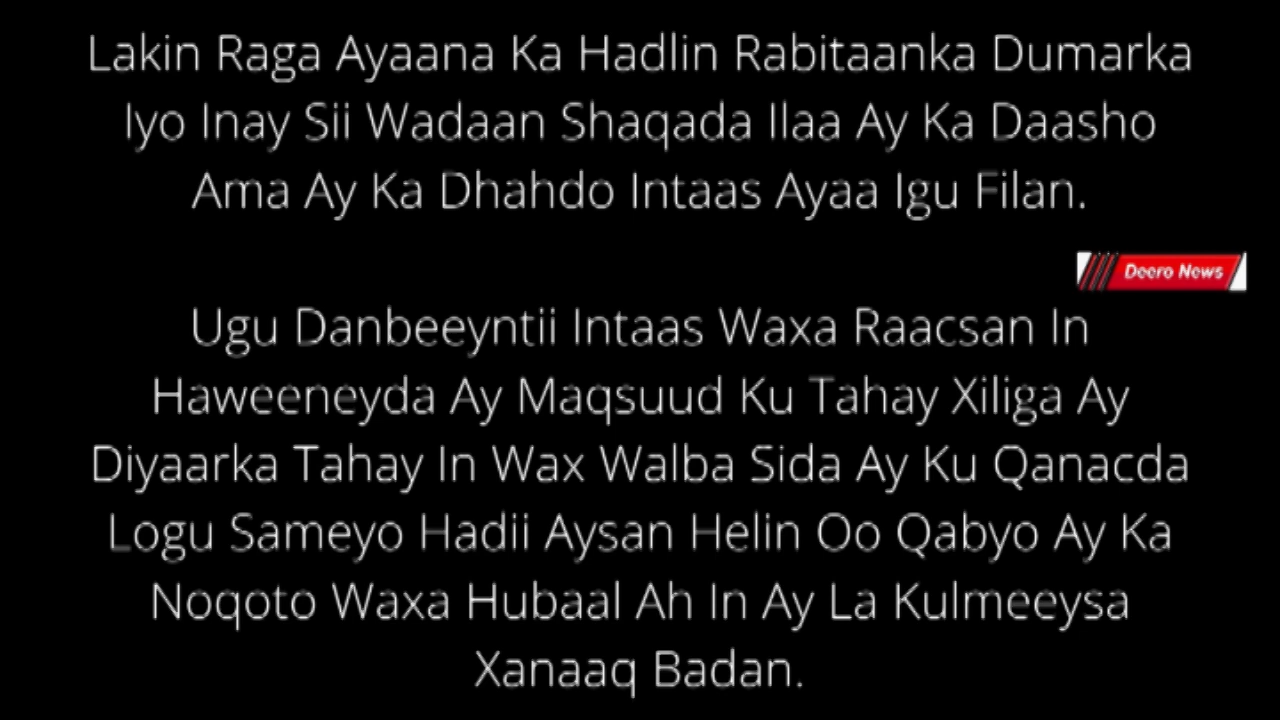 Lakin Raga Ayaana Ka Hadlin Rabitaanka Dumarka
Iyo Inay Sii Wadaan Shaqada Ilaa Ay Ka Daasho
Ama Ay Ka Dhahdo Intaas Ayaa Igu Filan.
Deero News
Ugu Danbeeyntii Intaas Waxa Raacsan In
Haweeneyda Ay Maqsuud Ku Tahay Xiliga Ay
Diyaarka Tahay In Wax Walba Sida Ay Ku Qanacda
Logu Sameyo Hadii Aysan Helin Oo Qabyo Ay Ka
Noqoto Waxa Hubaal Ah In Ay La Kulmeeysa
Xanaaq Badan.